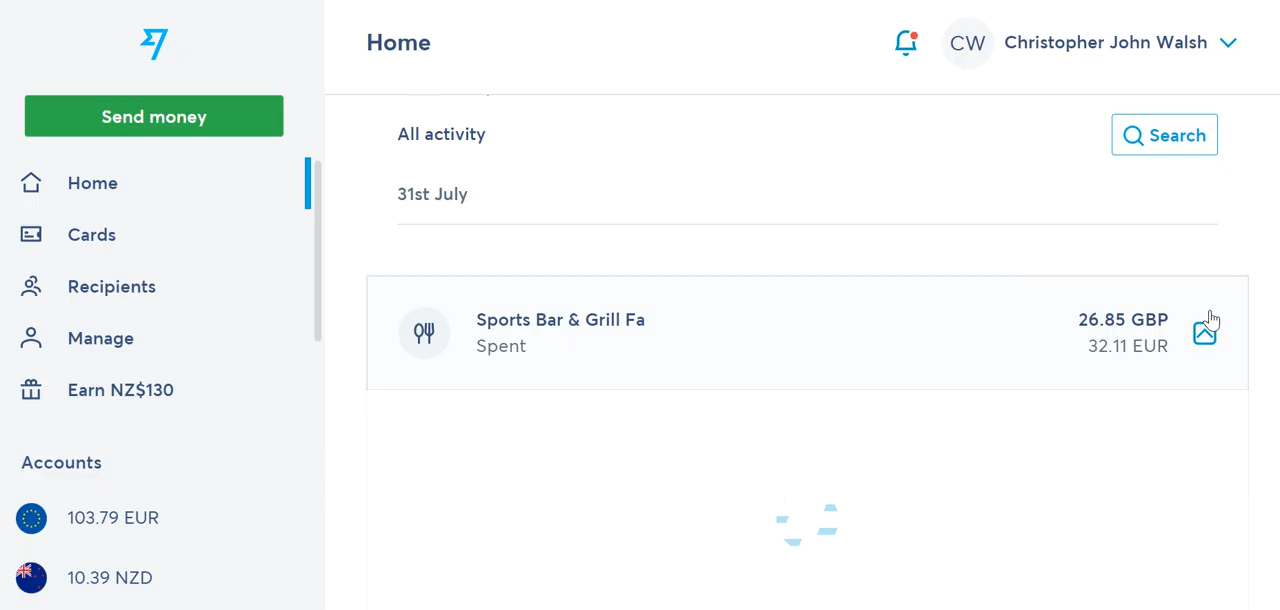 Home
CW
Christopher John Walsh
Send money
Home
Cards
Recipients
Manage
Earn NZ$130
Accounts
103.79 EUR
10.39 NZD
All activity
Search
31st July
Sports Bar & Grill Fa
26.85 GBP
Spent
32.11 EUR